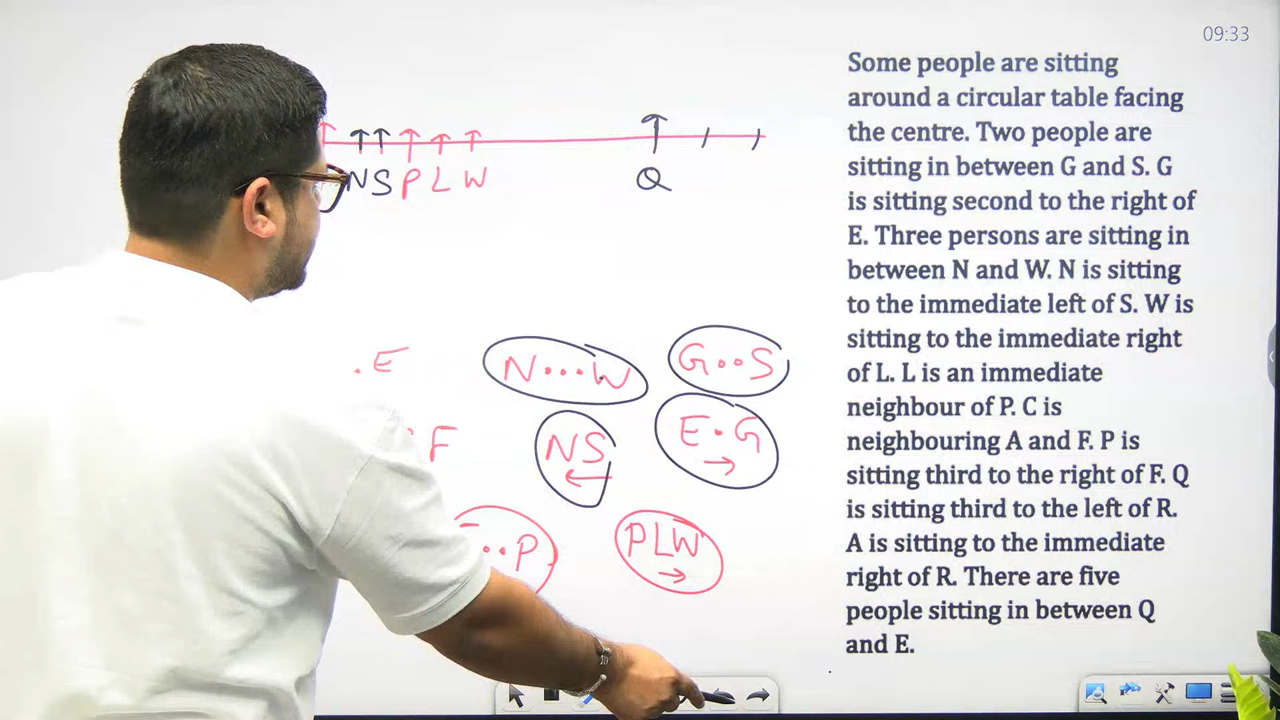 09:33
N S P L W Q
. E
N...W
G..S
F
NS
E.G
..P
PLW
Some people are sitting
around a circular table facing
the centre. Two people are
sitting in between G and S. G
is sitting second to the right of
E. Three persons are sitting in
between N and W. N is sitting
to the immediate left of S. W is
sitting to the immediate right
of L. L is an immediate
neighbour of P. C is
neighbouring A and F. P is
sitting third to the right of F. Q
is sitting third to the left of R.
A is sitting to the immediate
right of R. There are five
people sitting in between Q
and E.